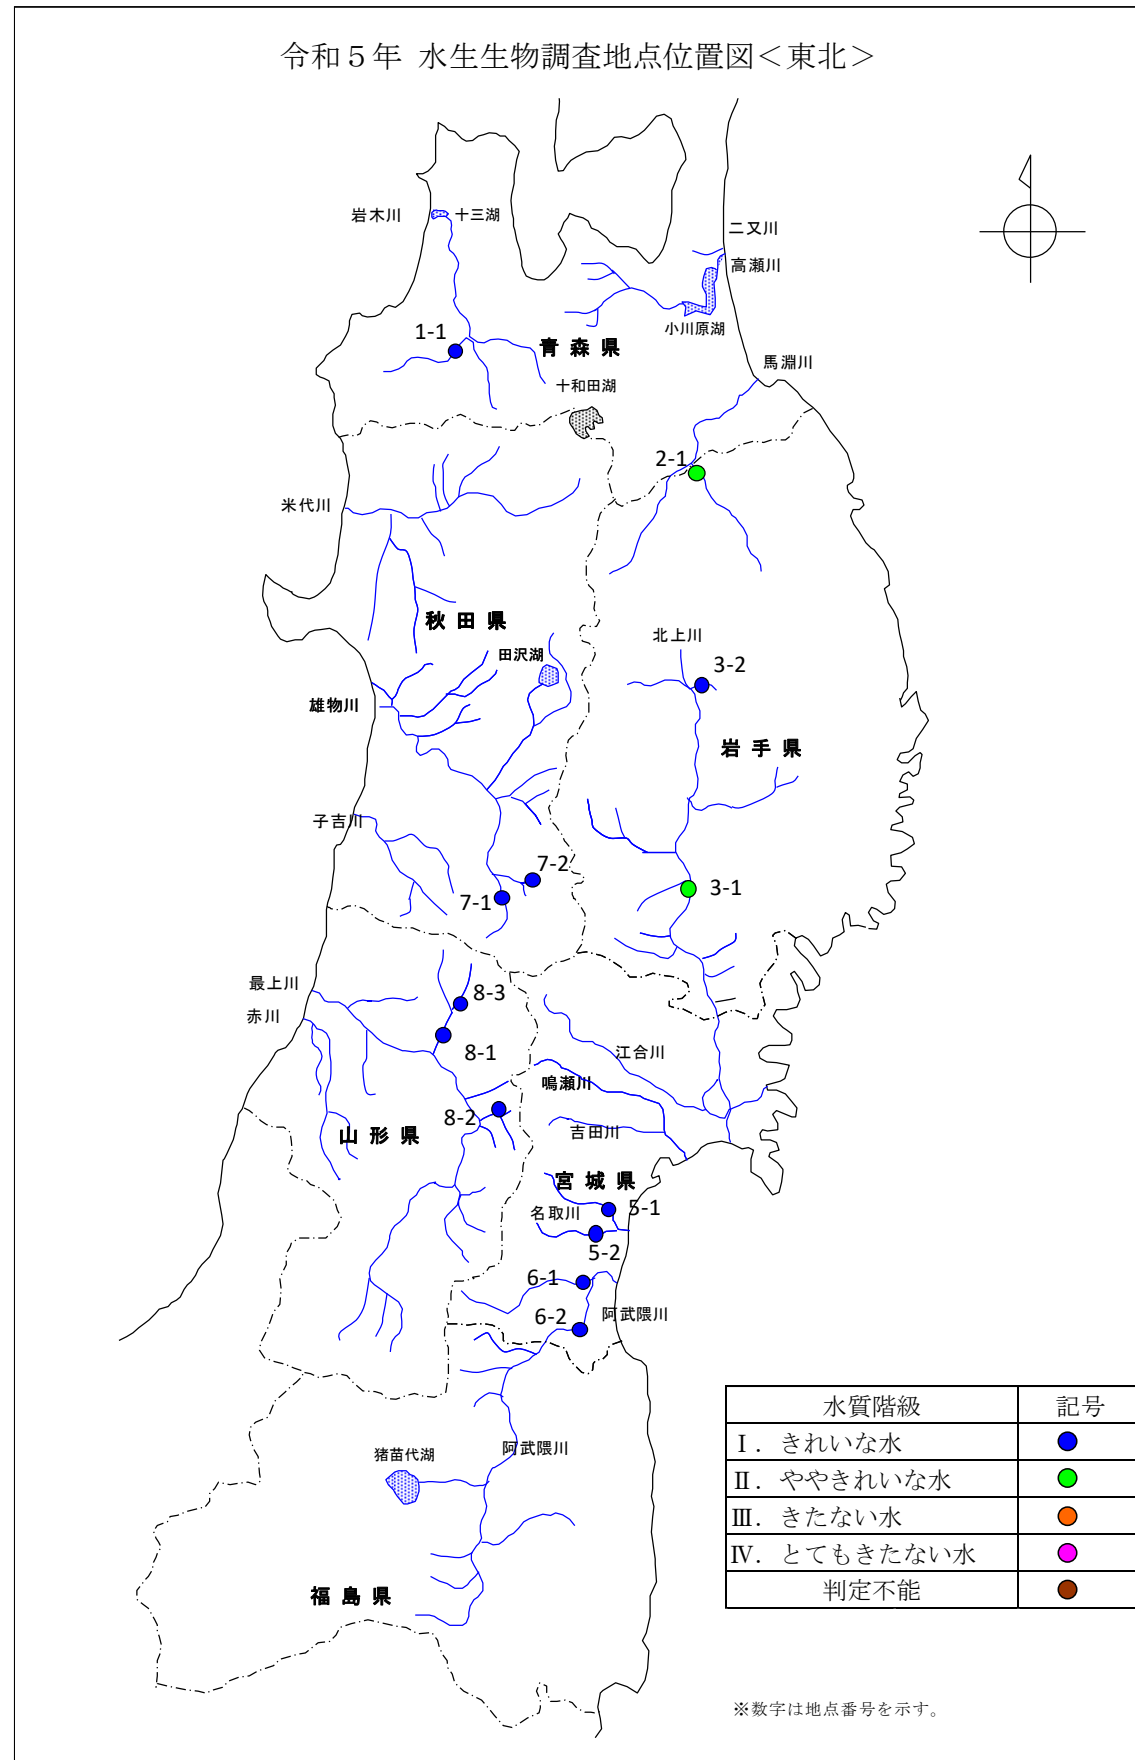 令和５年 水生生物調査地点位置図＜東北＞
岩木川
十三湖
二又川
高瀬川
小川原湖
1-1
青森県
馬淵川
十和田湖
2-1
米代川
秋田県
北上川
田沢湖
3-2
雄物川
岩手県
子吉川
7-2
7-1
3-1
最上川
8-3
赤川
8-1
江合川
鳴瀬川
8-2
山形県
吉田川
宮城県
名取川
5-1
5-2
6-1
6-2
阿武隈川
阿武隈川
猪苗代湖
福島県
水質階級 記号
Ⅰ．きれいな水
Ⅱ．ややきれいな水
Ⅲ．きたない水
Ⅳ．とてもきたない水
判定不能
※数字は地点番号を示す。